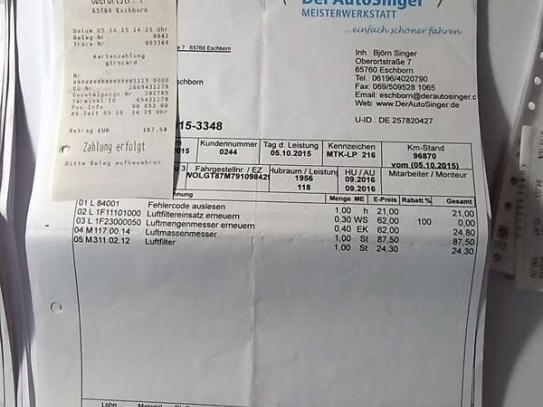 65760 Eschborn
Datum 05.10.15 14:25 Uhr
Beleg-Nr. 0042
Trace-Nr. 003364
Kartenzahlung
girocard
Nr
VU-Nr.
Genehmigungs-Nr
Terminal-ID 65431279
Pos-Info 00 053 00
AS-Zeit 05.10 14:25 Uhr
Betrag EUR 187,58
Zahlung erfolgt
Bitte Beleg aufbewahren
Der AutoSinger
MEISTERWERKSTATT
...einfach schöner fahren
7 65760 Eschborn
schborn
Inh.: Björn Singer
Oberortstraße 7
65760 Eschborn
Tel: 06196/4020790
Fax: 069/509528 1065
Email: eschborn@derautosinger.c
Web: www.DerAutoSinger.de
U-ID. DE 257820427
15-3348
Kundennummer Tag d. Leistung Kennzeichen Km-Stand
0244 05.10.2015 MTK-LP 216 96870
vom (05.10.2015)
3 Fahrgestellnr. / EZ Hubraum / Leistung HU / AU Mitarbeiter / Monteur
1956 09.2016
118 09.2016
nung Menge ME E-Preis Rabatt % Gesamt
01 L 84001 Fehlercode auslesen 1,00 h 21,00 21,00
02 L 1F11101000 Luftfiltereinsatz erneuern 0,30 WS 62,00 100 0,00
03 L 1F23000050 Luftmengenmesser erneuern 0,40 EK 62,00 24,80
04 M 117 00 14 Luftmassenmesser 1,00 St 87,50 87,50
05 M 311 02 12 Luftfilter 1,00 St 24,30 24,30
Lohn Material